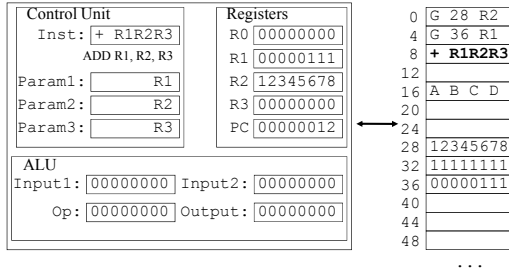 Control Unit
Inst: + R1R2R3
ADD R1, R2, R3
Param1: R1
Param2: R2
Param3: R3
Registers
R0 00000000
R1 00000111
R2 12345678
R3 00000000
PC 00000012
ALU
Input1: 00000000 Input2: 00000000
Op: 00000000 Output: 00000000
0 G 28 R2
4 G 36 R1
8 + R1R2R3
12
16 A B C D
20
24
28 12345678
32 11111111
36 00000111
40
44
48
...